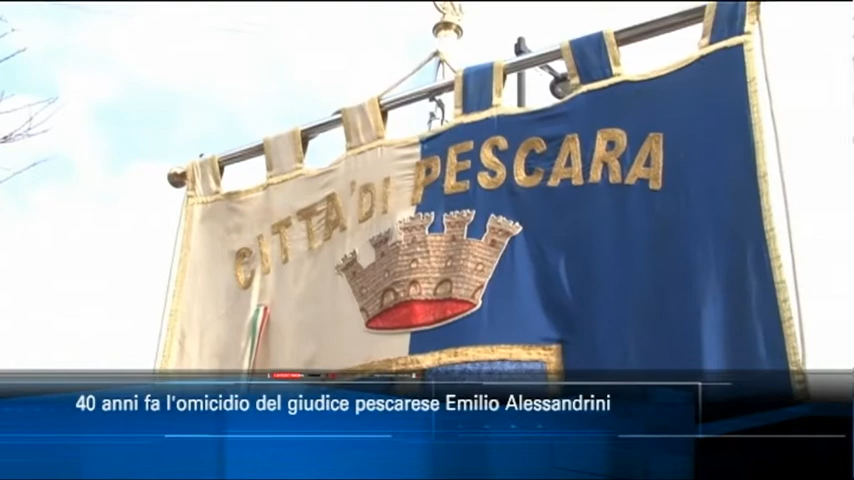 CITTA' DI PESCARA
40 anni fa l'omicidio del giudice pescarese Emilio Alessandrini